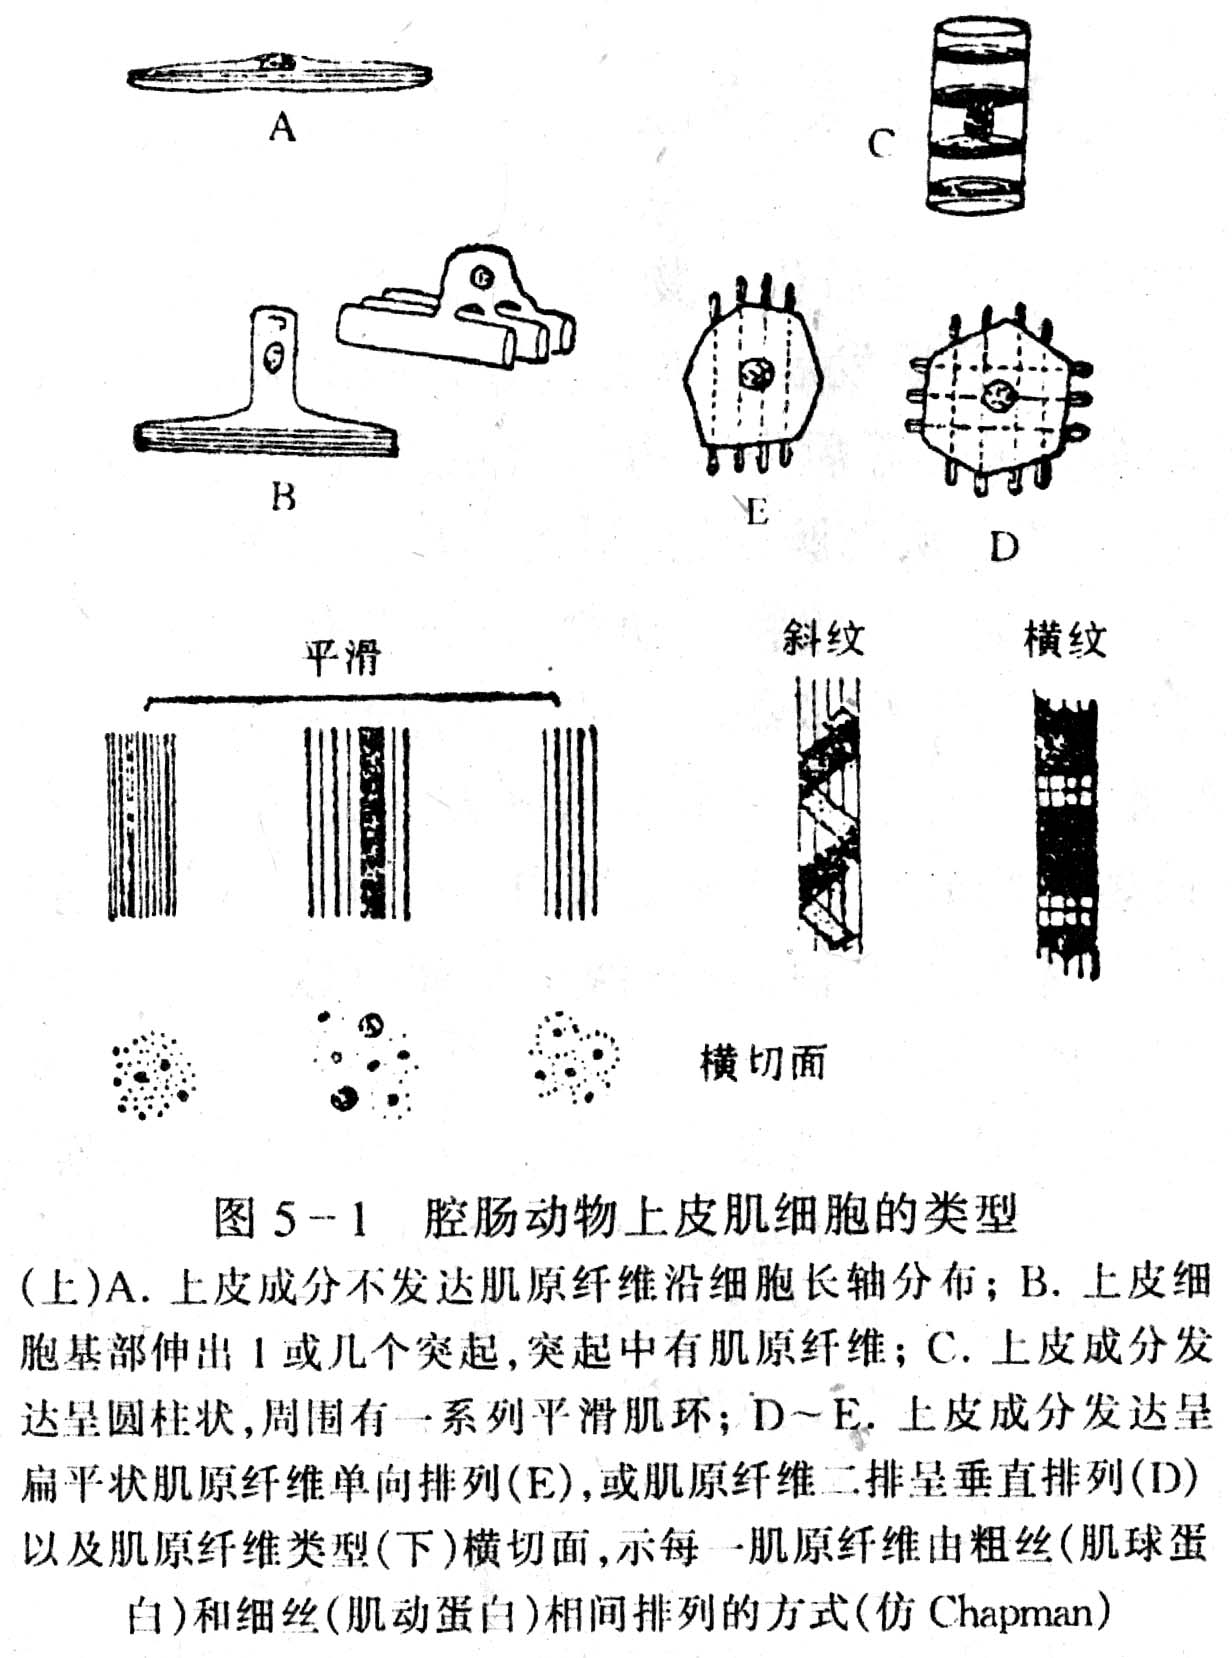 A
C
B
E
D
平滑
斜纹
横纹
横切面
图 5-1 腔肠动物上皮肌细胞的类型
(上)A. 上皮成分不发达肌原纤维沿细胞长轴分布; B. 上皮细
胞基部伸出 1 或几个突起,突起中有肌原纤维; C. 上皮成分发
达呈圆柱状,周围有一系列平滑肌环; D~E. 上皮成分发达呈
扁平状肌原纤维单向排列(E),或肌原纤维二排呈垂直排列(D)
以及肌原纤维类型(下)横切面,示每一肌原纤维由粗丝(肌球蛋
白)和细丝(肌动蛋白)相间排列的方式(仿 Chapman)